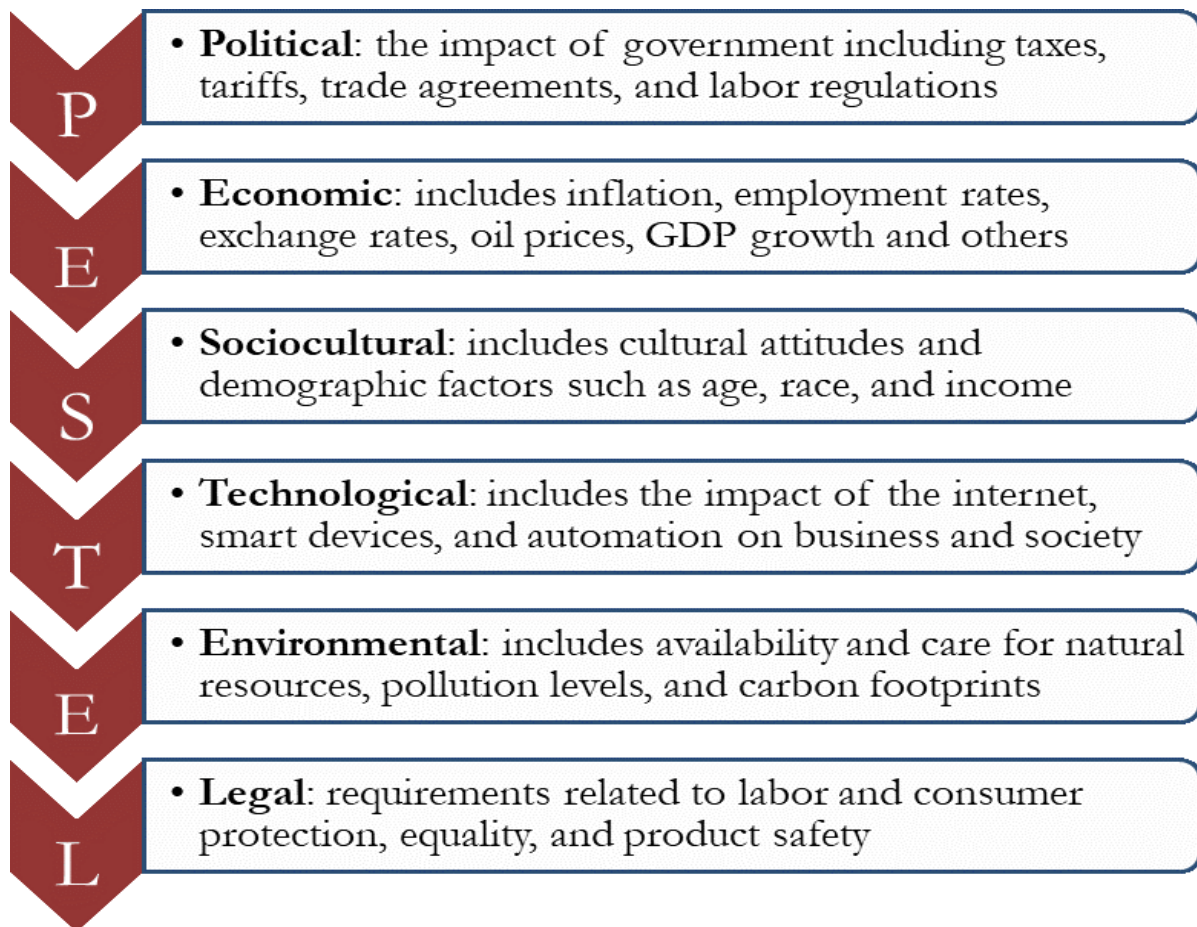 P
• Political: the impact of government including taxes,
tariffs, trade agreements, and labor regulations
E
• Economic: includes inflation, employment rates,
exchange rates, oil prices, GDP growth and others
S
• Sociocultural: includes cultural attitudes and
demographic factors such as age, race, and income
T
• Technological: includes the impact of the internet,
smart devices, and automation on business and society
E
• Environmental: includes availability and care for natural
resources, pollution levels, and carbon footprints
L
• Legal: requirements related to labor and consumer
protection, equality, and product safety